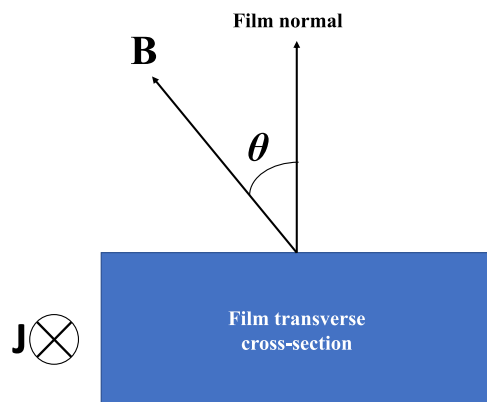 Film normal
B
θ
Film transverse
cross-section
J